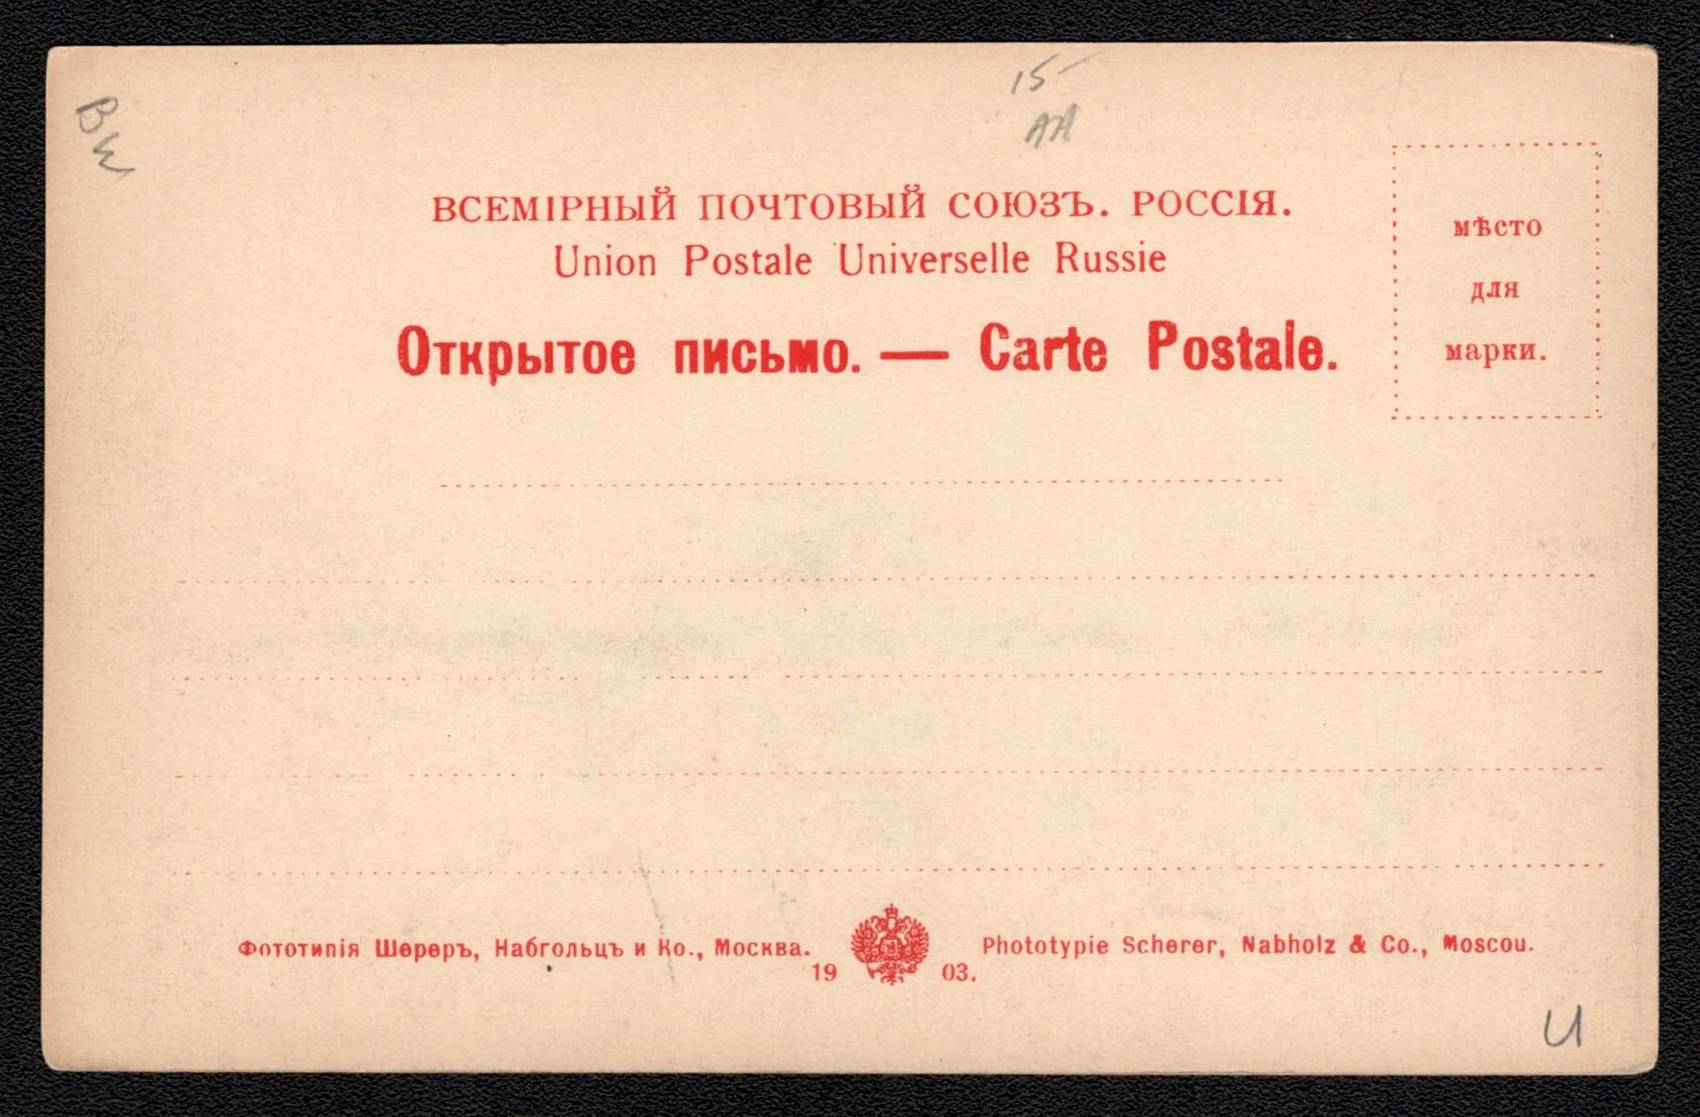 15-
AA
BW
ВСЕМІРНЫЙ ПОЧТОВЫЙ СОЮЗЪ. РОССІЯ.
Union Postale Universelle Russie
Открытое письмо. — Carte Postale.
мѣсто
для
марки.
Фототипія Шереръ, Набгольцъ и Ко., Москва.
Phototypie Scherer, Nabholz & Co., Moscou.
19 03.
U